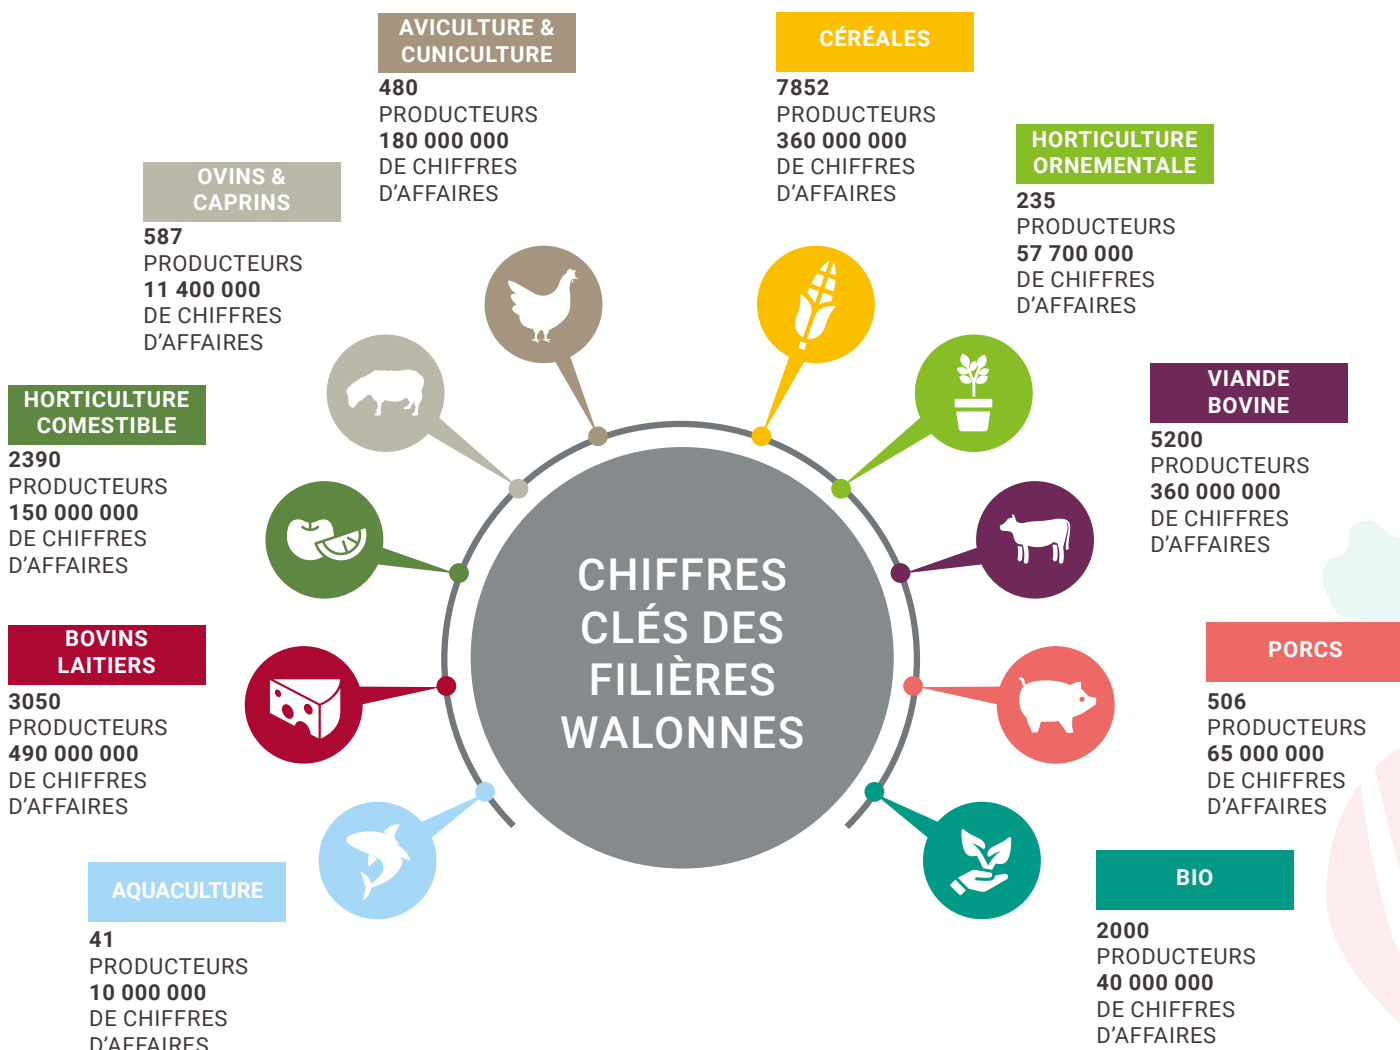 AVICULTURE &
CUNICULTURE
480
PRODUCTEURS
180 000 000
DE CHIFFRES
D'AFFAIRES
CÉRÉALES
7852
PRODUCTEURS
360 000 000
DE CHIFFRES
D'AFFAIRES
HORTICULTURE
ORNEMENTALE
235
PRODUCTEURS
57 700 000
DE CHIFFRES
D'AFFAIRES
OVINS &
CAPRINS
587
PRODUCTEURS
11 400 000
DE CHIFFRES
D'AFFAIRES
VIANDE
BOVINE
5200
PRODUCTEURS
360 000 000
DE CHIFFRES
D'AFFAIRES
HORTICULTURE
COMESTIBLE
2390
PRODUCTEURS
150 000 000
DE CHIFFRES
D'AFFAIRES
CHIFFRES
CLÉS DES
FILIÈRES
WALONNES
BOVINS
LAITIERS
3050
PRODUCTEURS
490 000 000
DE CHIFFRES
D'AFFAIRES
PORCS
506
PRODUCTEURS
65 000 000
DE CHIFFRES
D'AFFAIRES
AQUACULTURE
41
PRODUCTEURS
10 000 000
DE CHIFFRES
D'AFFAIRES
BIO
2000
PRODUCTEURS
40 000 000
DE CHIFFRES
D'AFFAIRES